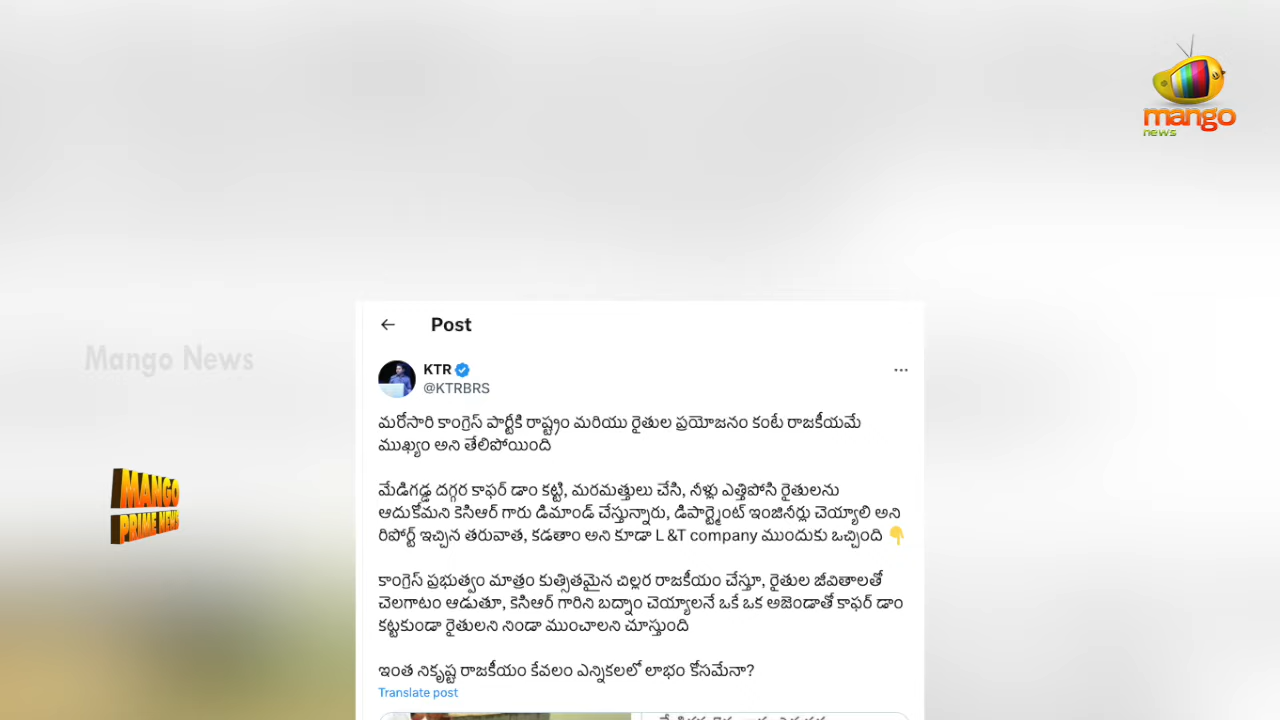 mango
news
Post
Mango News
KTR
@KTRBRS
మరోసారి కాంగ్రెస్ పార్టీకి రాష్ట్రం మరియు రైతుల ప్రయోజనం కంటే రాజకీయమే
ముఖ్యం అని తేలిపోయింది
MANGO
PRIME NEWS
మేడిగడ్డ దగ్గర కాఫర్ డాం కట్టి, మరమత్తులు చేసి, నీళ్లు ఎత్తిపోసి రైతులను
ఆదుకోమని కెసిఆర్ గారు డిమాండ్ చేస్తున్నారు, డిపార్ట్మెంట్ ఇంజినీర్లు చెయ్యాలి అని
రిపోర్ట్ ఇచ్చిన తరువాత, కడతాం అని కూడా L &T company ముందుకు ఒచ్చింది 👇
కాంగ్రెస్ ప్రభుత్వం మాత్రం కుత్సితమైన చిల్లర రాజకీయం చేస్తూ, రైతుల జీవితాలతో
చెలగాటం ఆడుతూ, కెసిఆర్ గారిని బద్నాం చెయ్యాలనే ఒకే ఒక అజెండాతో కాఫర్ డాం
కట్టకుండా రైతులని నిండా ముంచాలని చూస్తుంది
ఇంత నికృష్ట రాజకీయం కేవలం ఎన్నికలలో లాభం కోసమేనా?
Translate post